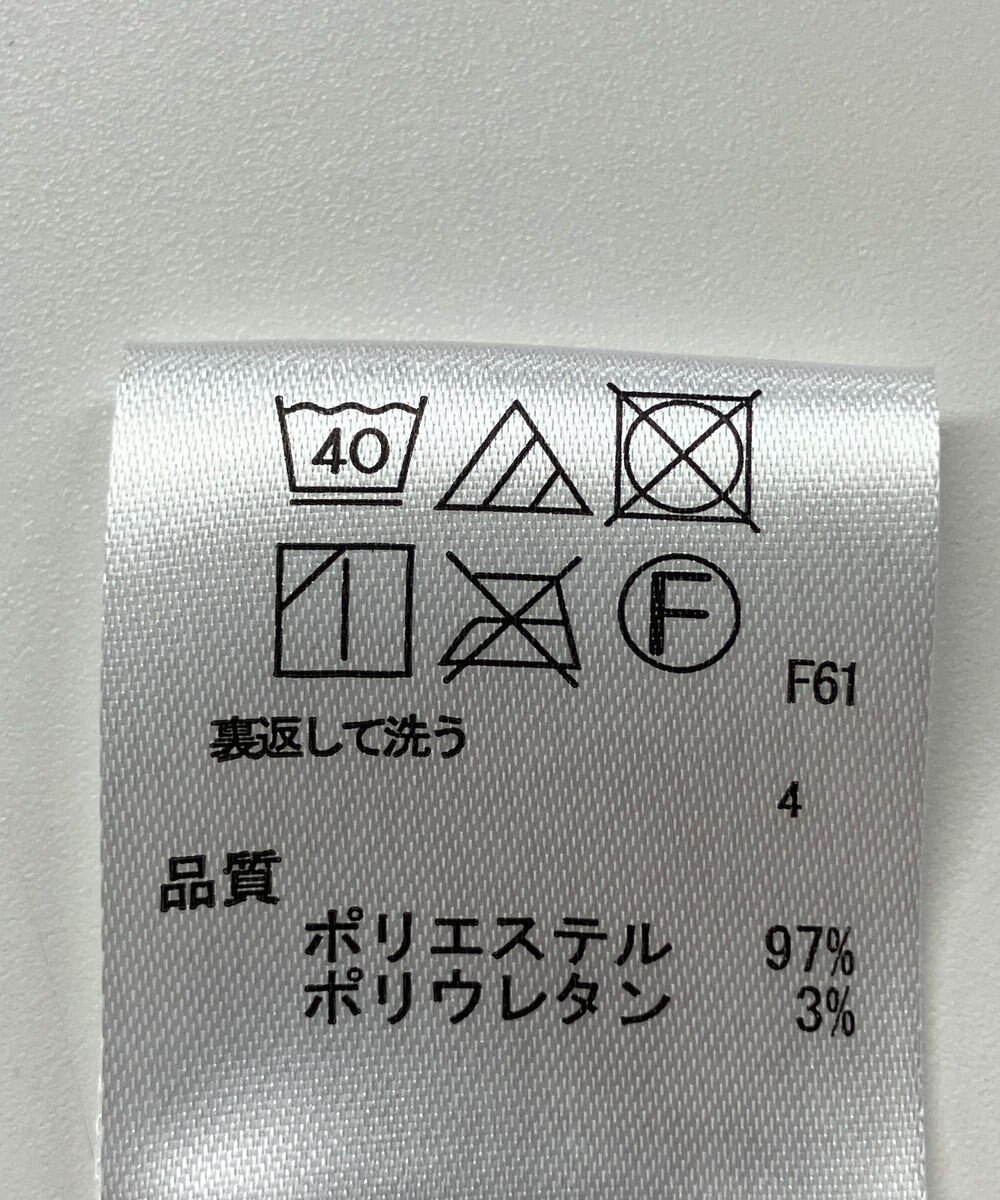 40
F
F61
裏返して洗う
4
品質
ポリエステル 97%
ポリウレタン 3%